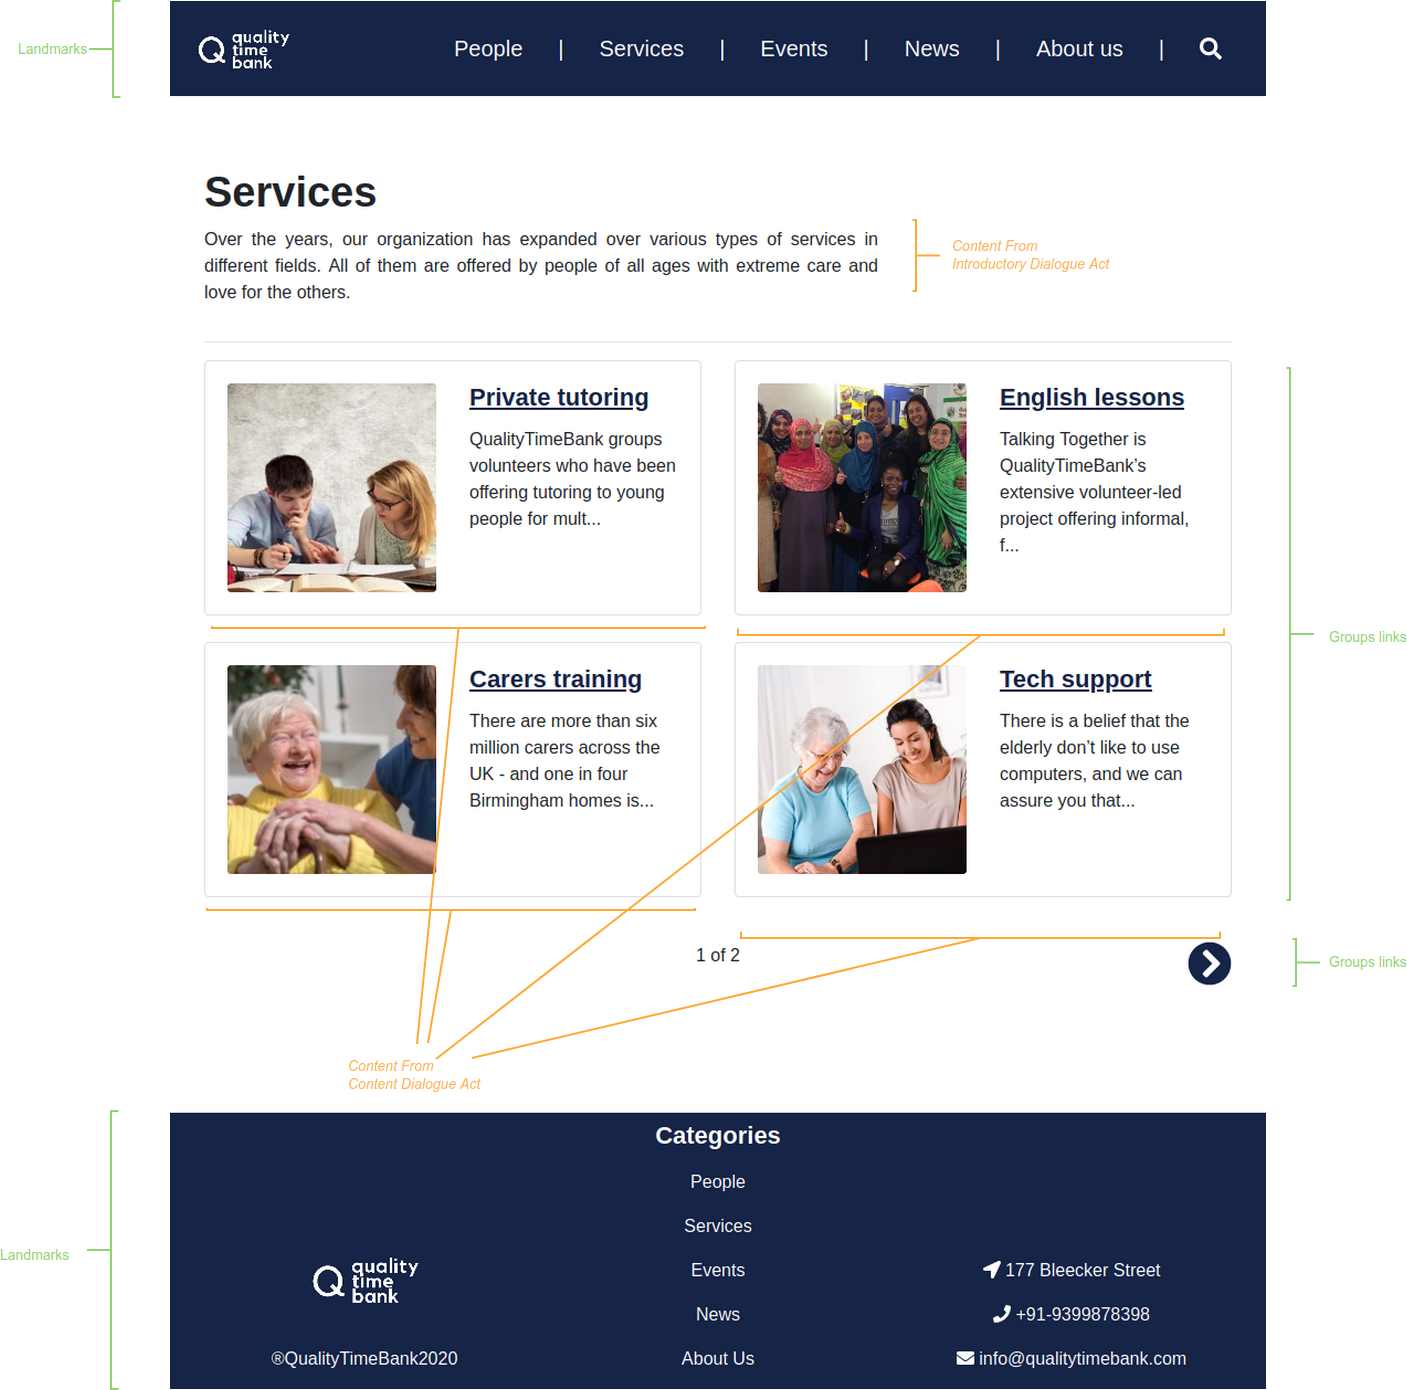 Landmarks
quality
time
bank
People | Services | Events | News | About us |
Services
Over the years, our organization has expanded over various types of services in
different fields. All of them are offered by people of all ages with extreme care and
love for the others.
Content From
Introductory Dialogue Act
Private tutoring
QualityTimeBank groups
volunteers who have been
offering tutoring to young
people for mult...
English lessons
Talking Together is
QualityTimeBank’s
extensive volunteer-led
project offering informal,
f...
Groups links
Carers training
There are more than six
million carers across the
UK - and one in four
Birmingham homes is...
Tech support
There is a belief that the
elderly don’t like to use
computers, and we can
assure you that...
1 of 2
Groups links
Content From
Content Dialogue Act
Landmarks
quality
time
bank
®QualityTimeBank2020
Categories
People
Services
Events
News
About Us
177 Bleecker Street
+91-9399878398
info@qualitytimebank.com